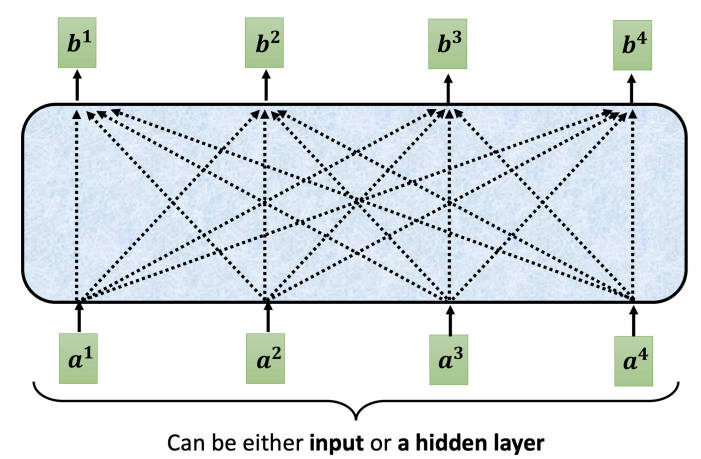 b¹ b² b³ b⁴
a¹ a² a³ a⁴
Can be either input or a hidden layer